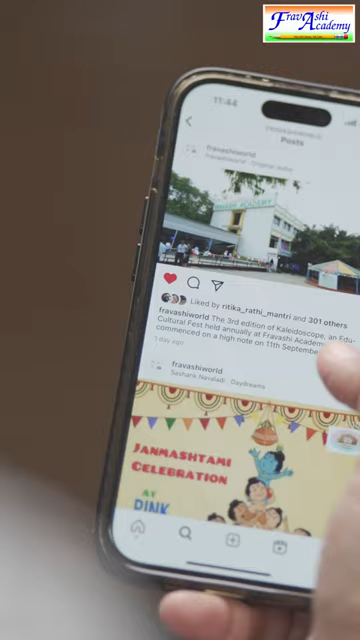 FravAshi
Academy
11:44
FRAVASHIWORLD
Posts
fravashiworld
fravashiworld · Original audio
Liked by ritika_rathi_mantri and 301 others
fravashiworld The 3rd edition of Kaleidoscope, an Edu-
Cultural Fest held annually at Fravashi Academ
commenced on a high note on 11th September
1 day ago
fravashiworld
Sashank Navaladi · Daydreams
JANMASHTAMI
CELEBRATION
AT
PINK